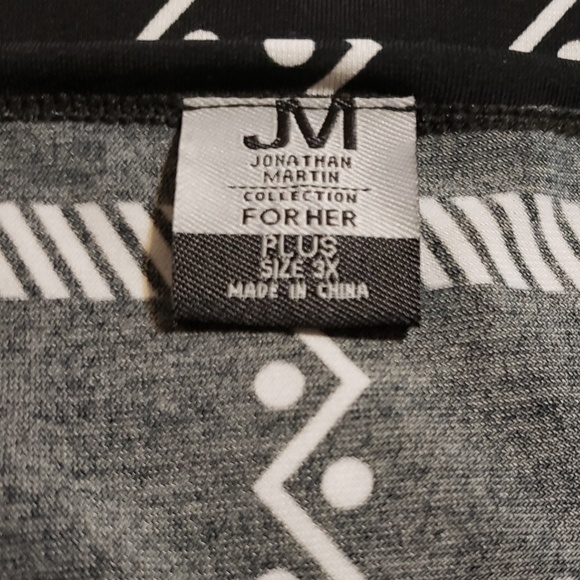 JM
JONATHAN
MARTIN
COLLECTION
FOR HER
PLUS
SIZE 3X
MADE IN CHINA